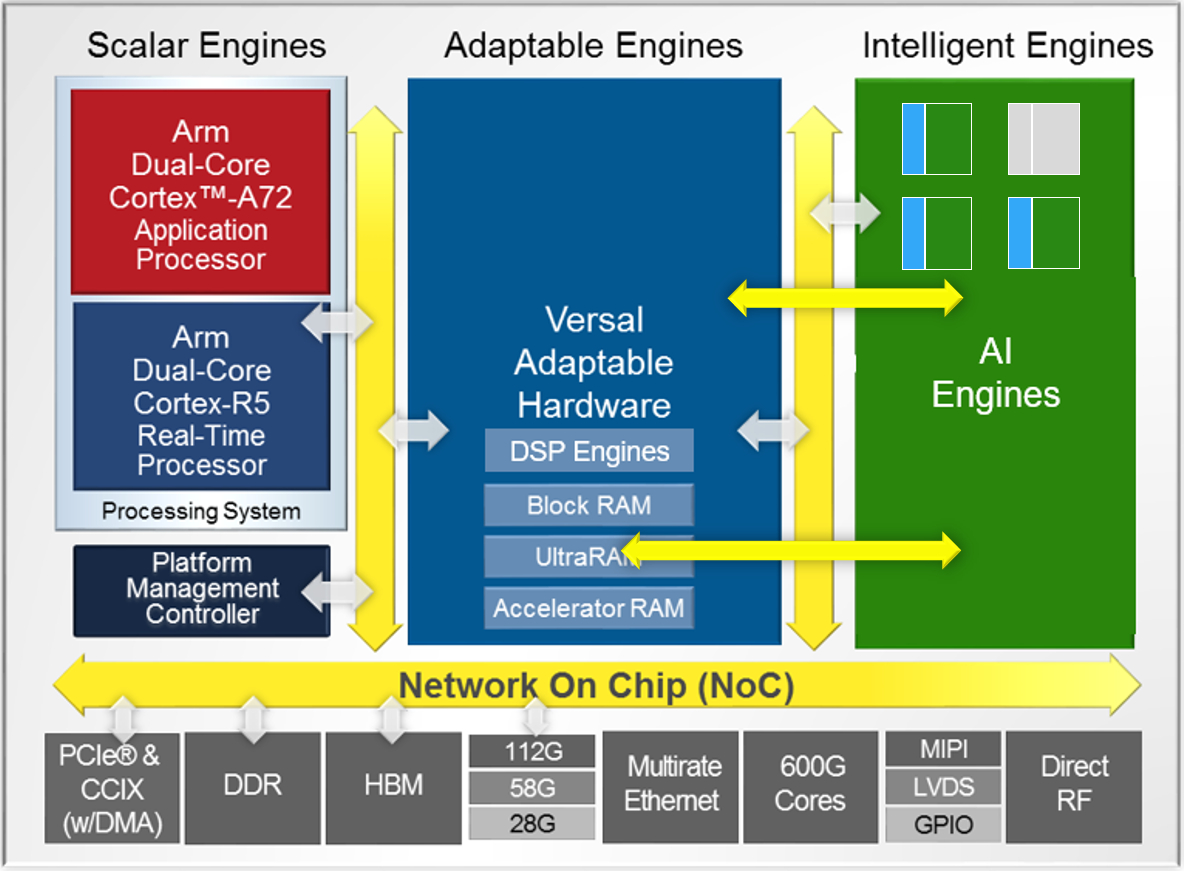 Scalar Engines
Adaptable Engines
Intelligent Engines
Arm
Dual-Core
Cortex™-A72
Application
Processor
Arm
Dual-Core
Cortex-R5
Real-Time
Processor
Processing System
Platform
Management
Controller
Versal
Adaptable
Hardware
DSP Engines
Block RAM
UltraRAM
Accelerator RAM
AI
Engines
Network On Chip (NoC)
PCIe® &
CCIX
(w/DMA)
DDR
HBM
112G
58G
28G
Multirate
Ethernet
600G
Cores
MIPI
LVDS
GPIO
Direct
RF